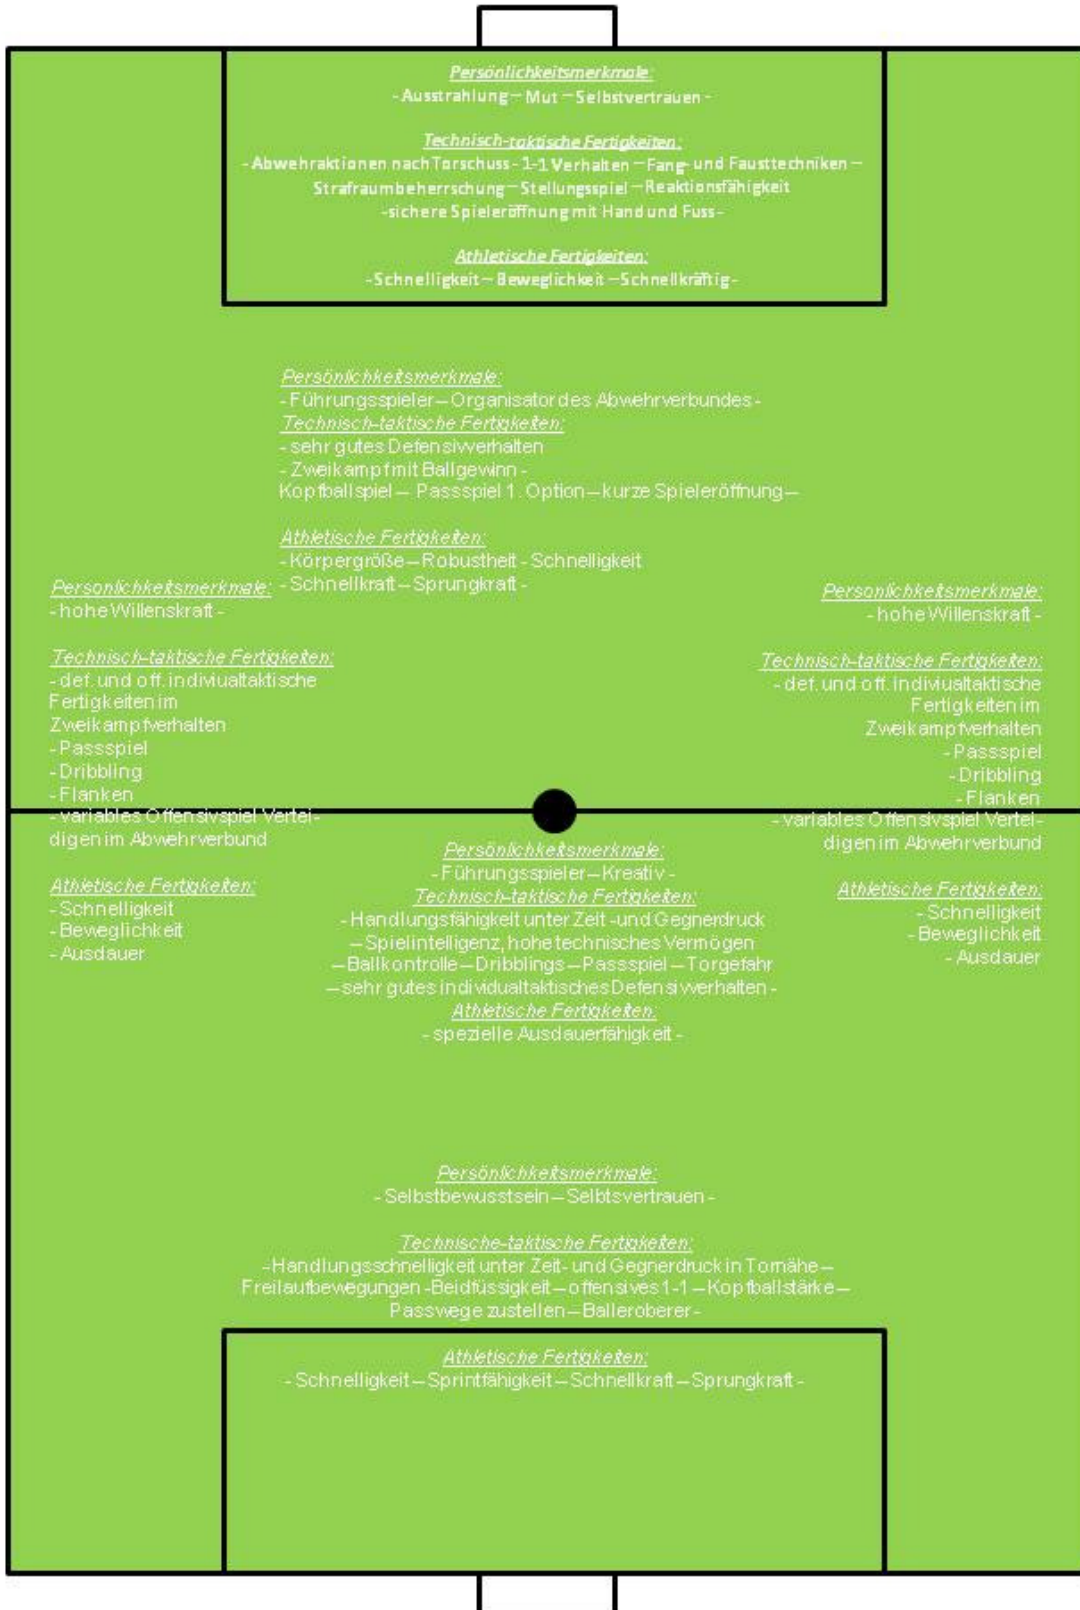 Persönlichkeitsmerkmale:
- Ausstrahlung – Mut – Selbstvertrauen -
Technisch-taktische Fertigkeiten:
- Abwehraktionen nach Torschuss - 1-1 Verhalten – Fang- und Fausttechniken –
Strafraumbeherrschung – Stellungsspiel – Reaktionsfähigkeit
-sichere Spieleröffnung mit Hand und Fuss-
Athletische Fertigkeiten:
-Schnelligkeit – Beweglichkeit – Schnellkräftig-
Persönlichkeitsmerkmale:
- Führungsspieler – Organisator des Abwehrverbundes -
Technisch-taktische Fertigkeiten:
- sehr gutes Defensivverhalten
- Zweikampf mit Ballgewinn -
Kopfballspiel – Passspiel 1. Option – kurze Spieleröffnung –
Athletische Fertigkeiten:
- Körpergröße – Robustheit - Schnelligkeit
- Schnellkraft – Sprungkraft -
Persönlichkeitsmerkmale:
- hohe Willenskraft -
Technisch-taktische Fertigkeiten:
- def. und off. indiviualtaktische
Fertigkeiten im
Zweikampfverhalten
- Passspiel
- Dribbling
- Flanken
- variables Offensivspiel Vertei-
digen im Abwehrverbund
Athletische Fertigkeiten:
- Schnelligkeit
- Beweglichkeit
- Ausdauer
Persönlichkeitsmerkmale:
- hohe Willenskraft -
Technisch-taktische Fertigkeiten:
- def. und off. indiviualtaktische
Fertigkeiten im
Zweikampfverhalten
- Passspiel
- Dribbling
- Flanken
- variables Offensivspiel Vertei-
digen im Abwehrverbund
Athletische Fertigkeiten:
- Schnelligkeit
- Beweglichkeit
- Ausdauer
Persönlichkeitsmerkmale:
- Führungsspieler – Kreativ -
Technisch-taktische Fertigkeiten:
- Handlungsfähigkeit unter Zeit -und Gegnerdruck
– Spielintelligenz, hohe technisches Vermögen
– Ballkontrolle – Dribblings – Passspiel – Torgefahr
– sehr gutes individualtaktisches Defensivverhalten -
Athletische Fertigkeiten:
- spezielle Ausdauerfähigkeit -
Persönlichkeitsmerkmale:
- Selbstbewusstsein – Selbtsvertrauen -
Technische-taktische Fertigkeiten:
- Handlungsschnelligkeit unter Zeit- und Gegnerdruck in Tornähe –
Freilaufbewegungen - Beidfüssigkeit – offensives 1-1 – Kopfballstärke –
Passwege zustellen – Balleroberer -
Athletische Fertigkeiten:
- Schnelligkeit – Sprintfähigkeit – Schnellkraft – Sprungkraft -